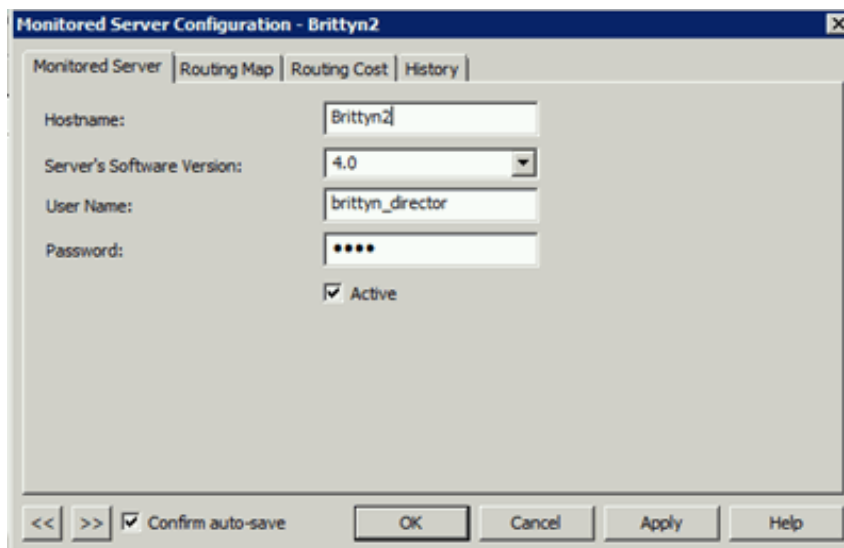 Monitored Server Configuration - Brittyn2
Monitored Server Routing Map Routing Cost History
Hostname: Brittyn2
Server's Software Version: 4.0
User Name: brittyn_director
Password: ••••
Active
<< >> Confirm auto-save OK Cancel Apply Help